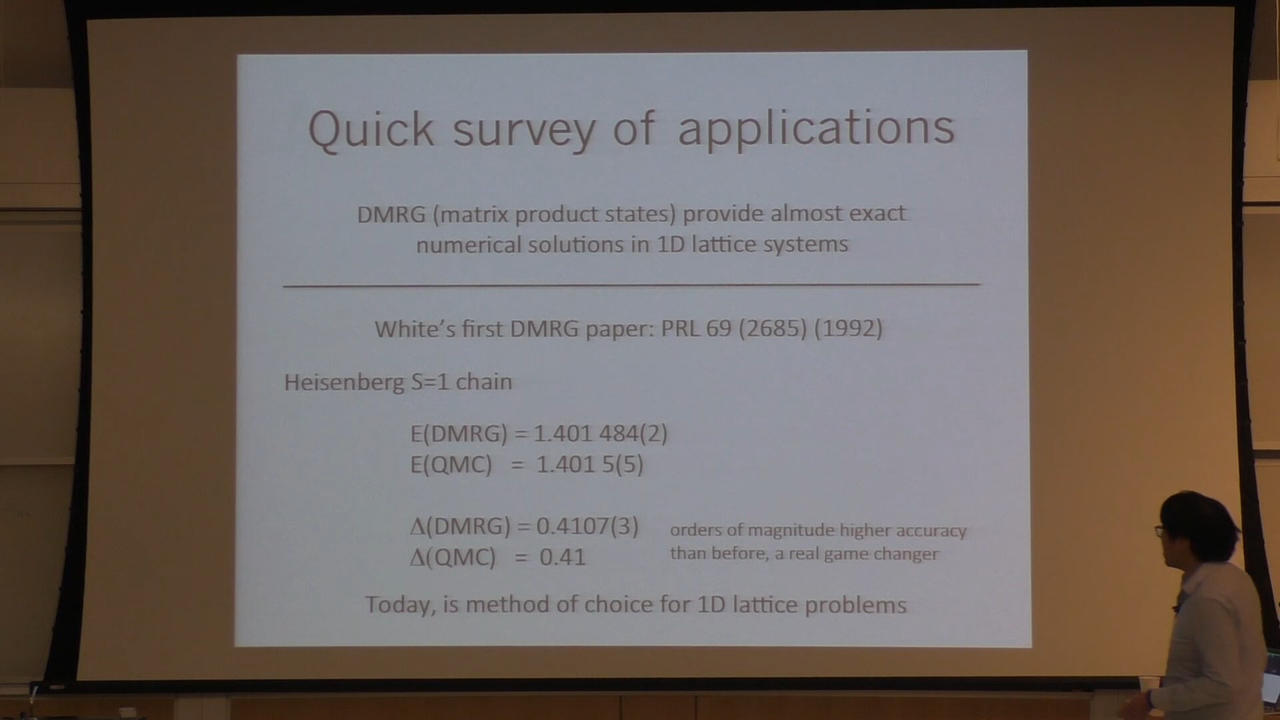 Quick survey of applications
DMRG (matrix product states) provide almost exact
numerical solutions in 1D lattice systems
White's first DMRG paper: PRL 69 (2685) (1992)
Heisenberg S=1 chain
E(DMRG) = 1.401 484(2)
E(QMC) = 1.401 5(5)
Δ(DMRG) = 0.4107(3)
Δ(QMC) = 0.41
orders of magnitude higher accuracy
than before, a real game changer
Today, is method of choice for 1D lattice problems